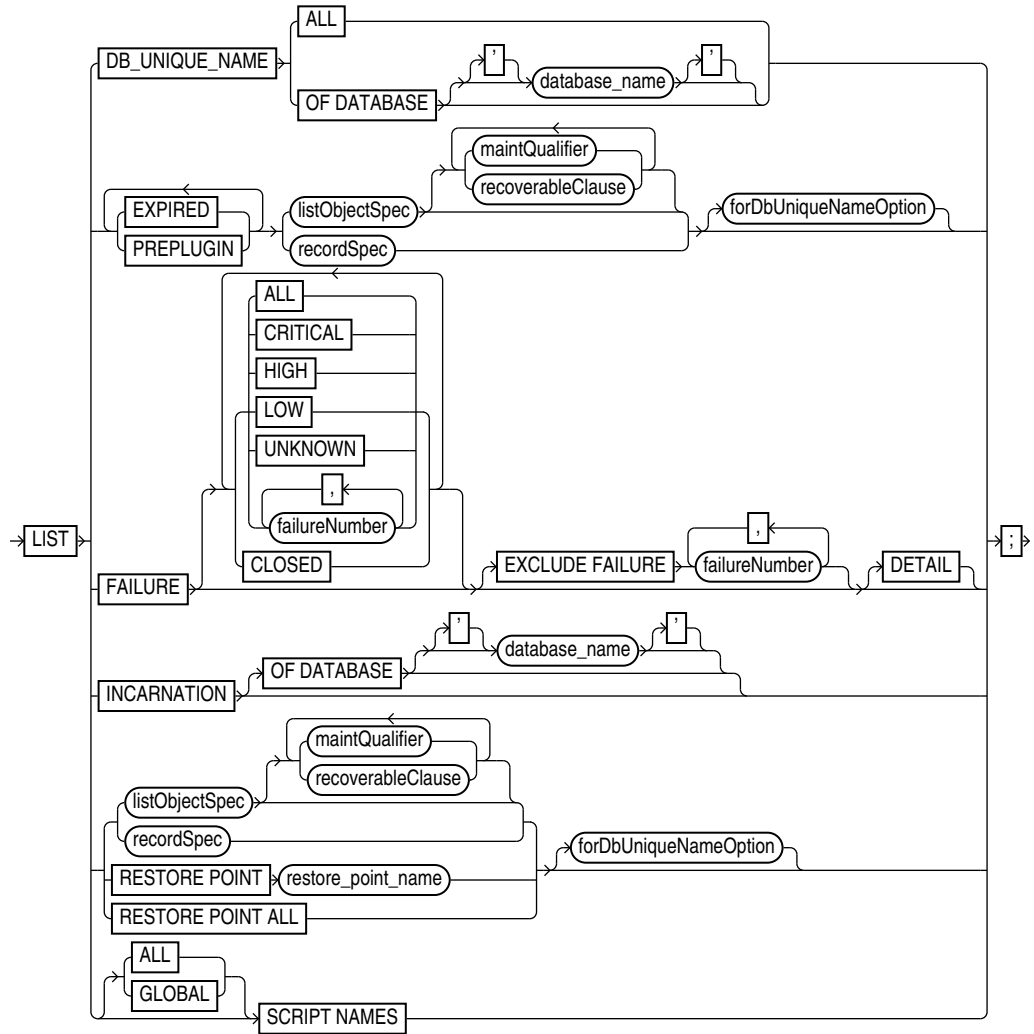 ALL
DB_UNIQUE_NAME
' database_name '
OF DATABASE
maintQualifier
EXPIRED
listObjectSpec
recoverableClause
forDbUniqueNameOption
PREPLUGIN
recordSpec
ALL
CRITICAL
HIGH
LOW
UNKNOWN
,
failureNumber
LIST
;
CLOSED
EXCLUDE FAILURE
,
failureNumber
DETAIL
FAILURE
' database_name '
OF DATABASE
INCARNATION
maintQualifier
recoverableClause
listObjectSpec
recordSpec
forDbUniqueNameOption
RESTORE POINT restore_point_name
RESTORE POINT ALL
ALL
GLOBAL
SCRIPT NAMES